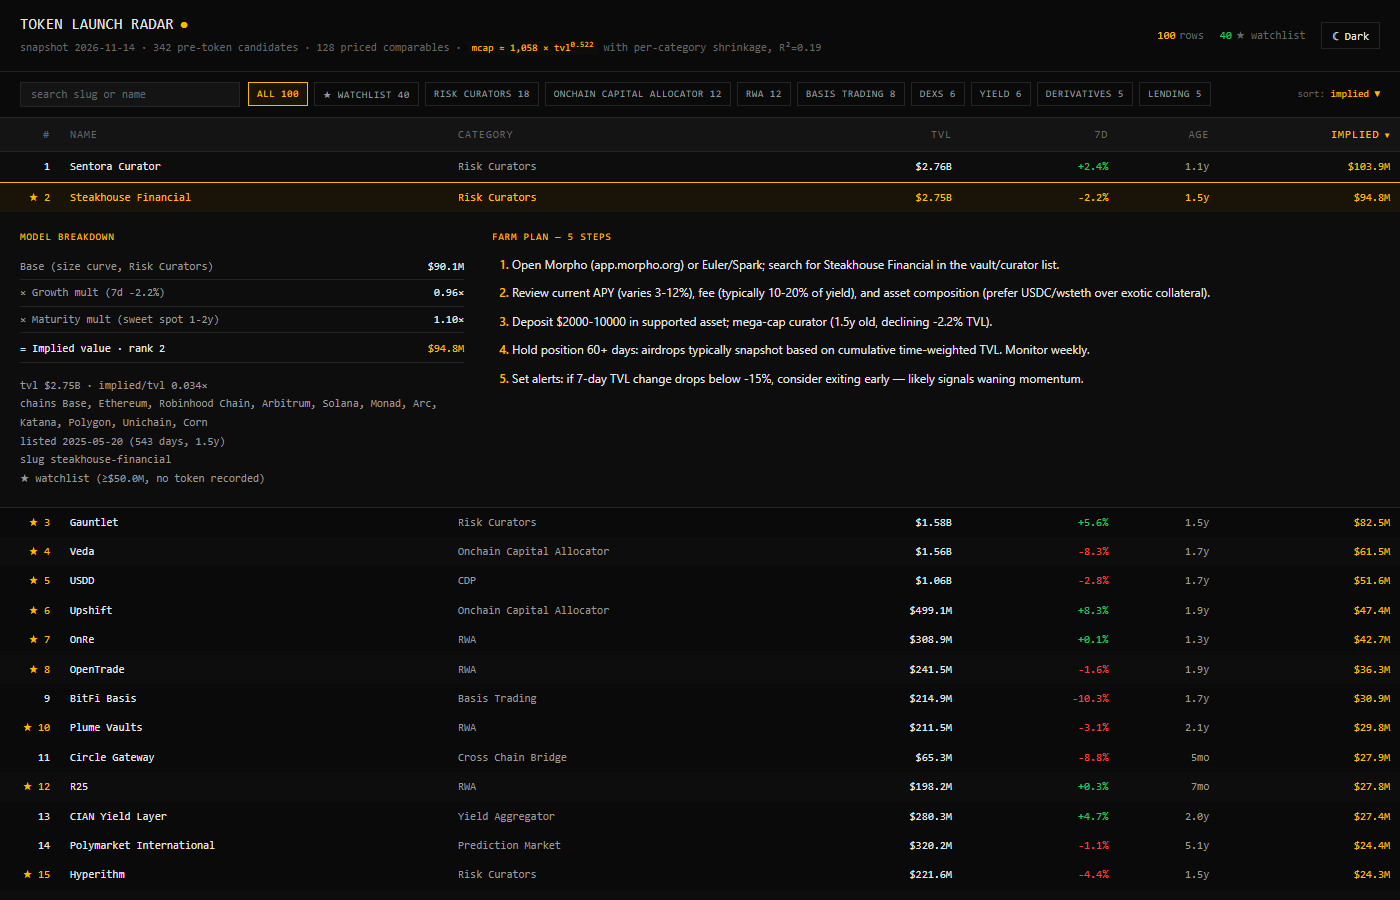 TOKEN LAUNCH RADAR
snapshot 2026-11-14 · 342 pre-token candidates · 128 priced comparables · mcap = 1,058 × tvl^0.522 with per-category shrinkage, R²=0.19
100 rows 40 ★ watchlist ☾ Dark
search slug or name ALL 100 ★ WATCHLIST 40 RISK CURATORS 18 ONCHAIN CAPITAL ALLOCATOR 12 RWA 12 BASIS TRADING 8 DEXS 6 YIELD 6 DERIVATIVES 5 LENDING 5 sort: implied ▼
# NAME CATEGORY TVL 7D AGE IMPLIED ▼
1 Sentora Curator Risk Curators $2.76B +2.4% 1.1y $103.9M
★ 2 Steakhouse Financial Risk Curators $2.75B -2.2% 1.5y $94.8M
MODEL BREAKDOWN
Base (size curve, Risk Curators) $90.1M
× Growth mult (7d -2.2%) 0.96×
× Maturity mult (sweet spot 1-2y) 1.10×
= Implied value · rank 2 $94.8M
tvl $2.75B · implied/tvl 0.034×
chains Base, Ethereum, Robinhood Chain, Arbitrum, Solana, Monad, Arc,
Katana, Polygon, Unichain, Corn
listed 2025-05-20 (543 days, 1.5y)
slug steakhouse-financial
★ watchlist (≥$50.0M, no token recorded)
FARM PLAN — 5 STEPS
1. Open Morpho (app.morpho.org) or Euler/Spark; search for Steakhouse Financial in the vault/curator list.
2. Review current APY (varies 3-12%), fee (typically 10-20% of yield), and asset composition (prefer USDC/wsteth over exotic collateral).
3. Deposit $2000-10000 in supported asset; mega-cap curator (1.5y old, declining -2.2% TVL).
4. Hold position 60+ days: airdrops typically snapshot based on cumulative time-weighted TVL. Monitor weekly.
5. Set alerts: if 7-day TVL change drops below -15%, consider exiting early — likely signals waning momentum.
★ 3 Gauntlet Risk Curators $1.58B +5.6% 1.5y $82.5M
★ 4 Veda Onchain Capital Allocator $1.56B -8.3% 1.7y $61.5M
★ 5 USDD CDP $1.06B -2.8% 1.7y $51.6M
★ 6 Upshift Onchain Capital Allocator $499.1M +8.3% 1.9y $47.4M
★ 7 OnRe RWA $308.9M +0.1% 1.3y $42.7M
★ 8 OpenTrade RWA $241.5M -1.6% 1.9y $36.3M
9 BitFi Basis Basis Trading $214.9M -10.3% 1.7y $30.9M
★ 10 Plume Vaults RWA $211.5M -3.1% 2.1y $29.8M
11 Circle Gateway Cross Chain Bridge $65.3M -8.8% 5mo $27.9M
★ 12 R25 RWA $198.2M +0.3% 7mo $27.8M
13 CIAN Yield Layer Yield Aggregator $280.3M +4.7% 2.0y $27.4M
14 Polymarket International Prediction Market $320.2M -1.1% 5.1y $24.4M
★ 15 Hyperithm Risk Curators $221.6M -4.4% 1.5y $24.3M